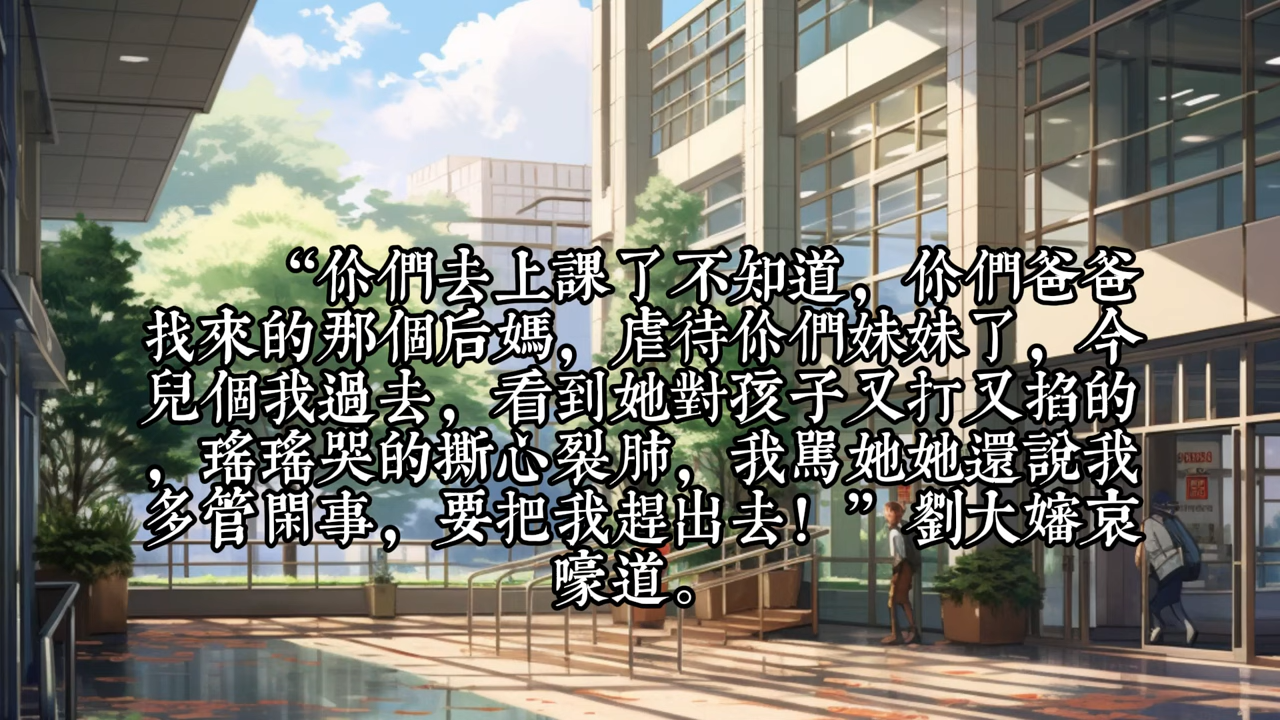 “伱們去上課了不知道，伱們爸爸
找來的那個后媽，虐待伱們妹妹了，今
兒個我過去，看到她對孩子又打又掐的
，瑤瑤哭的撕心裂肺，我罵她她還說我
多管閑事，要把我趕出去！”劉大嬸哀
嚎道。